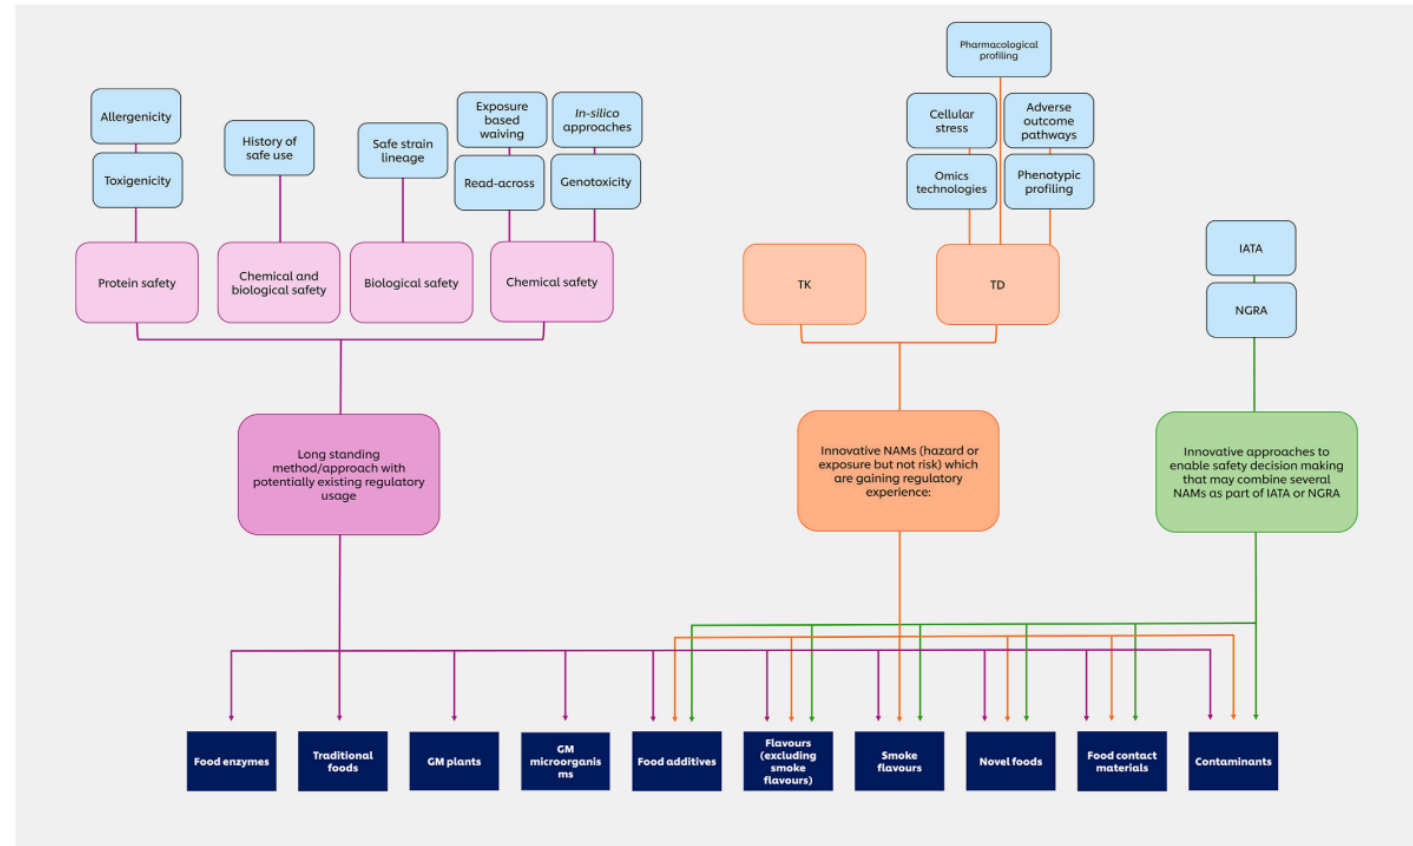 Pharmacological
profiling
Allergenicity
Toxigenicity
History of
safe use
Safe strain
lineage
Exposure
based
waiving
Read-across
In-silico
approaches
Genotoxicity
Cellular
stress
Omics
technologies
Adverse
outcome
pathways
Phenotypic
profiling
IATA
NGRA
Protein safety
Chemical and
biological safety
Biological safety
Chemical safety
TK
TD
Long standing
method/approach with
potentially existing regulatory
usage
Innovative NAMs (hazard or
exposure but not risk) which
are gaining regulatory
experience:
Innovative approaches to
enable safety decision making
that may combine several
NAMs as part of IATA or NGRA
Food enzymes
Traditional
foods
GM plants
GM
microorganis
ms
Food additives
Flavours
(excluding
smoke
flavours)
Smoke
flavours
Novel foods
Food contact
materials
Contaminants